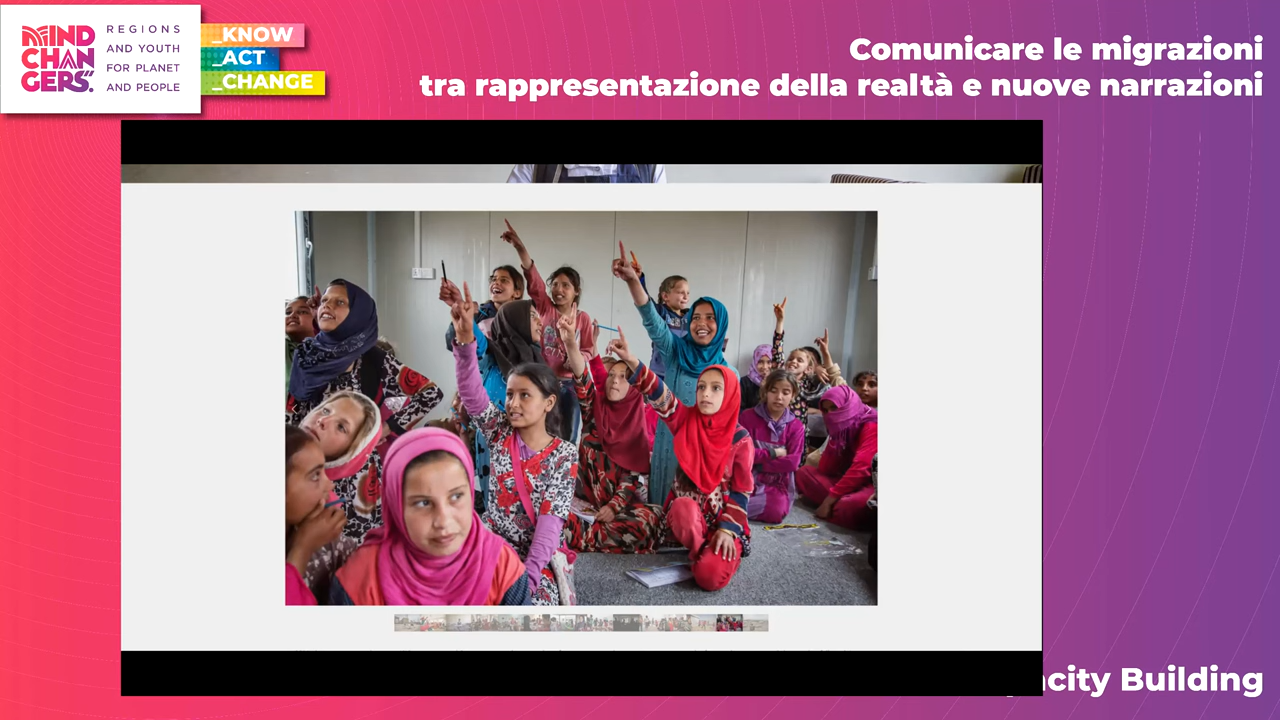 MIND
CHAN
GERS
REGIONS
AND YOUTH
FOR PLANET
AND PEOPLE
_KNOW
_ACT
_CHANGE
Comunicare le migrazioni
tra rappresentazione della realtà e nuove narrazioni
Building